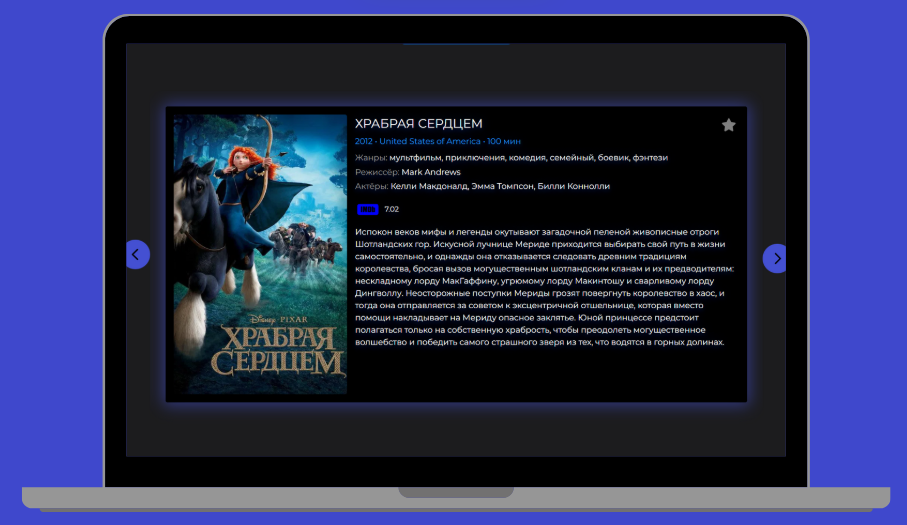 ХРАБРАЯ СЕРДЦЕМ
2012 • United States of America • 100 мин
Жанры: мультфильм, приключения, комедия, семейный, боевик, фэнтези
Режиссёр: Mark Andrews
Актёры: Келли Макдоналд, Эмма Томпсон, Билли Коннолли
7.02
Испокон веков мифы и легенды окутывают загадочной пеленой живописные отроги
Шотландских гор. Искусной лучнице Мериде приходится выбирать свой путь в жизни
самостоятельно, и однажды она отказывается следовать древним традициям
королевства, бросая вызов могущественным шотландским кланам и их предводителям:
нескладному лорду МакГаффину, угрюмому лорду Макинтошу и сварливому лорду
Дингволлу. Неосторожные поступки Мериды грозят повергнуть королевство в хаос, и
тогда она отправляется за советом к эксцентричной отшельнице, которая вместо
помощи накладывает на Мериду опасное заклятье. Юной принцессе предстоит
полагаться только на собственную храбрость, чтобы преодолеть могущественное
волшебство и победить самого страшного зверя из тех, что водятся в горных долинах.
Disney PIXAR
ХРАБРАЯ
СЕРДЦЕМ